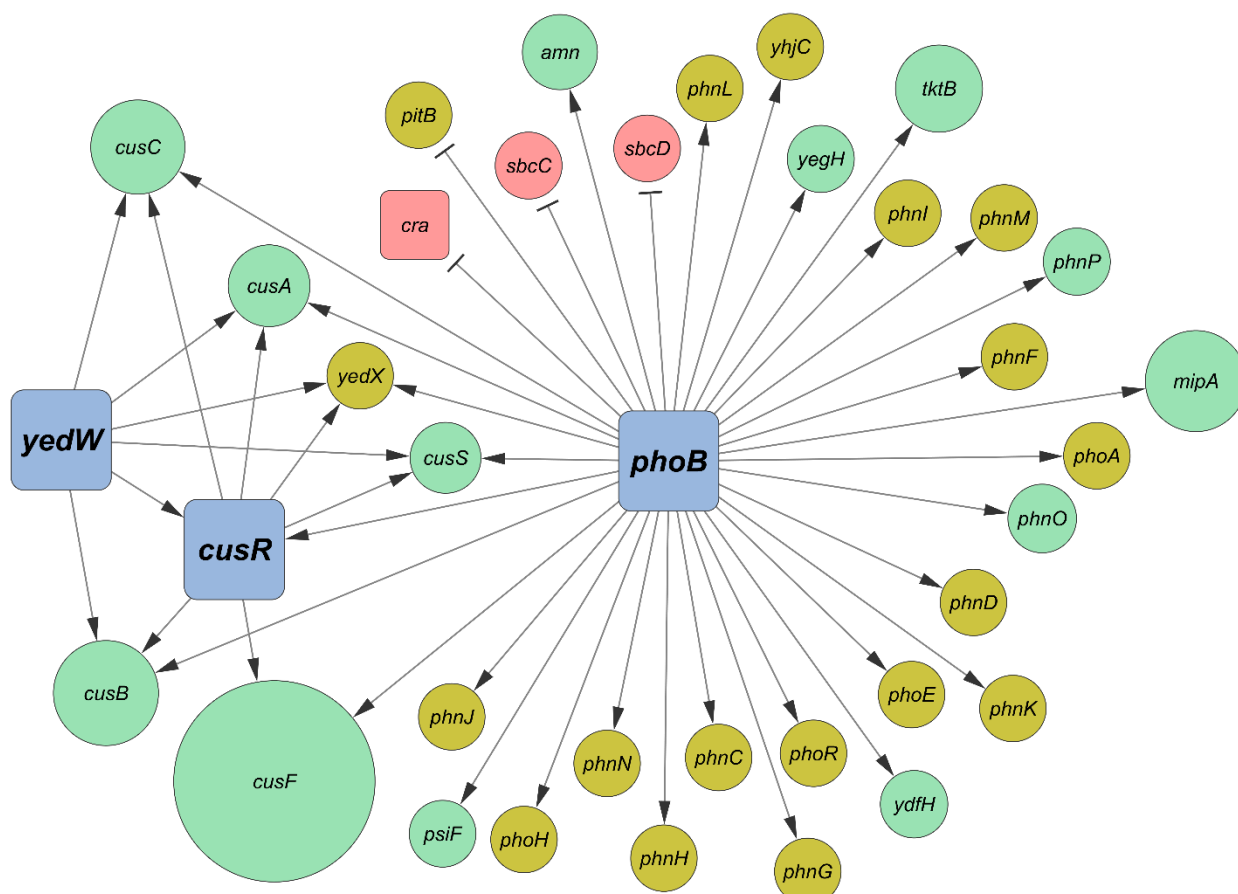 amn
yhjC
phnL
tktB
pitB
cusC
sbcC
sbcD
yegH
cra
phnI
phnM
phnP
cusA
yedX
phnF
mipA
yedW
phoB
cusS
phoA
phnO
cusR
phnD
cusB
phoE
phnK
phnJ
phnN
phnC
phoR
cusF
ydfH
psiF
phoH
phnH
phnG